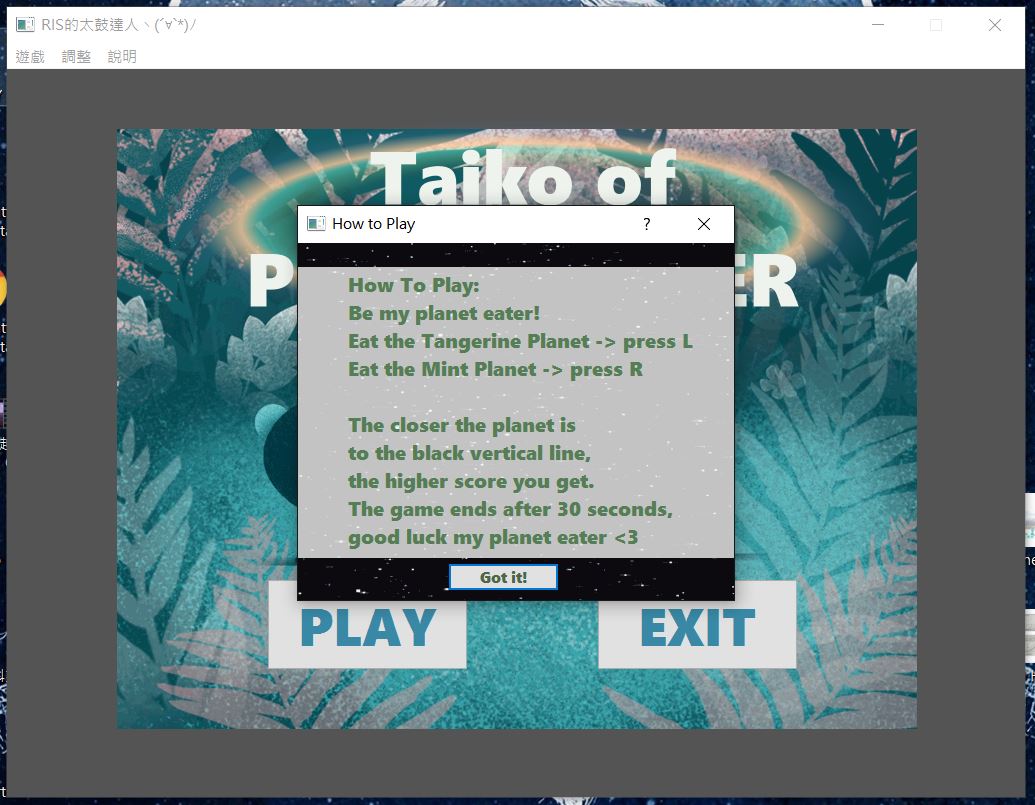 RIS的太鼓達人ヽ(´∀`*)ﾉ
遊戲 調整 說明
Taiko of
P ER
How to Play
?
How To Play:
Be my planet eater!
Eat the Tangerine Planet -> press L
Eat the Mint Planet -> press R
The closer the planet is
to the black vertical line,
the higher score you get.
The game ends after 30 seconds,
good luck my planet eater <3
Got it!
PLAY EXIT